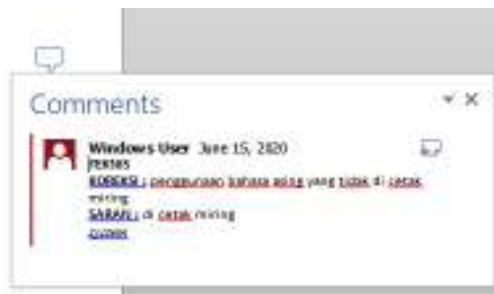 Comments
Windows User June 15, 2020
KOREKSI : penggunaan bahasa asing yang tidak di cetak
miring
SARAN : di cetak miring